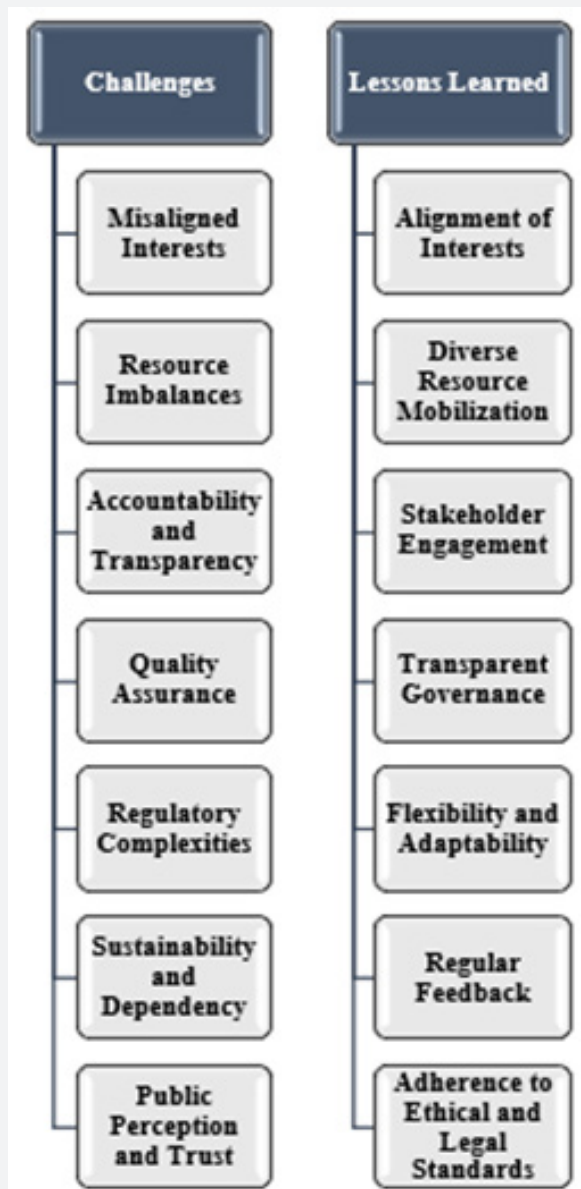 Challenges
Misaligned
Interests
Resource
Imbalances
Accountability
and
Transparency
Quality
Assurance
Regulatory
Complexities
Sustainability
and
Dependency
Public
Perception
and Trust
Lessons Learned
Alignment of
Interests
Diverse
Resource
Mobilization
Stakeholder
Engagement
Transparent
Governance
Flexibility and
Adaptability
Regular
Feedback
Adherence to
Ethical and
Legal
Standards